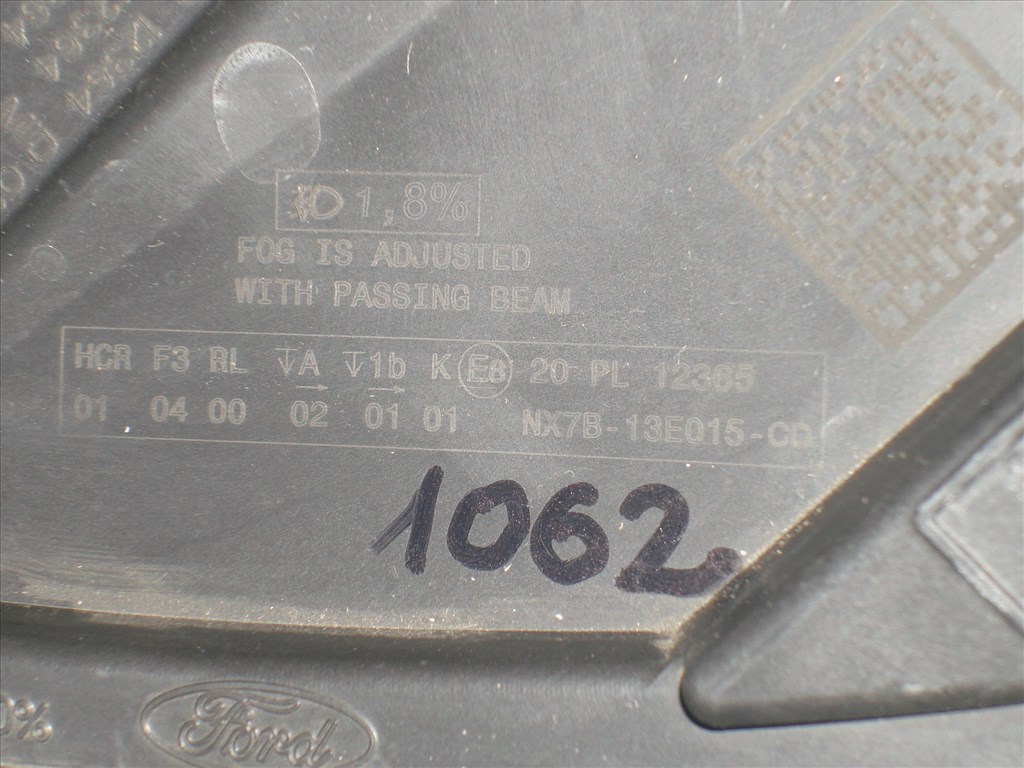 1,8%
FOG IS ADJUSTED
WITH PASSING BEAM
HCR F3 RL A 1b K E8 20 PL 12365
01 04 00 02 01 01 NX7B-13E015-CD
1062
0%
Ford